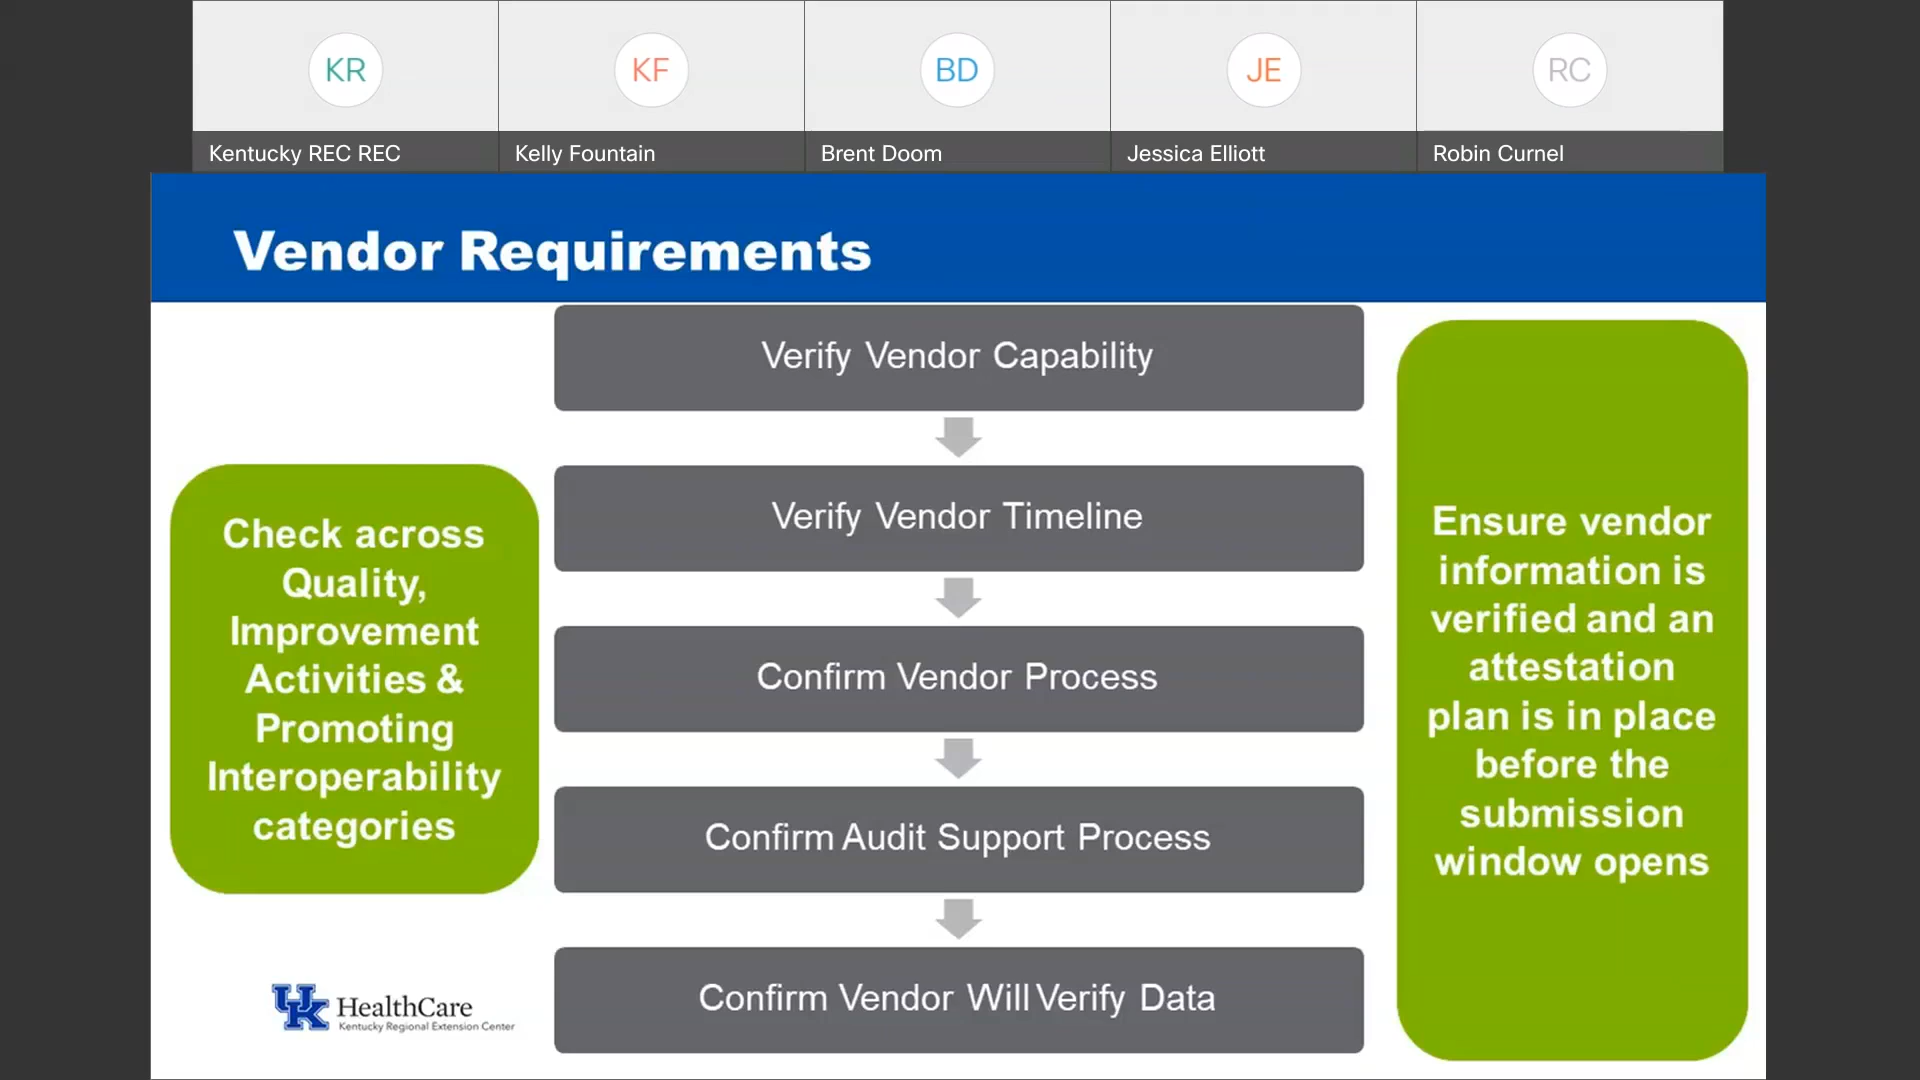 KR
KF
BD
JE
RC
Kentucky REC REC
Kelly Fountain
Brent Doom
Jessica Elliott
Robin Curnel
Vendor Requirements
Check across
Quality,
Improvement
Activities &
Promoting
Interoperability
categories
Verify Vendor Capability
Verify Vendor Timeline
Confirm Vendor Process
Confirm Audit Support Process
Confirm Vendor Will Verify Data
Ensure vendor
information is
verified and an
attestation
plan is in place
before the
submission
window opens
UK HealthCare
Kentucky Regional Extension Center